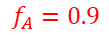 f_A = 0.9